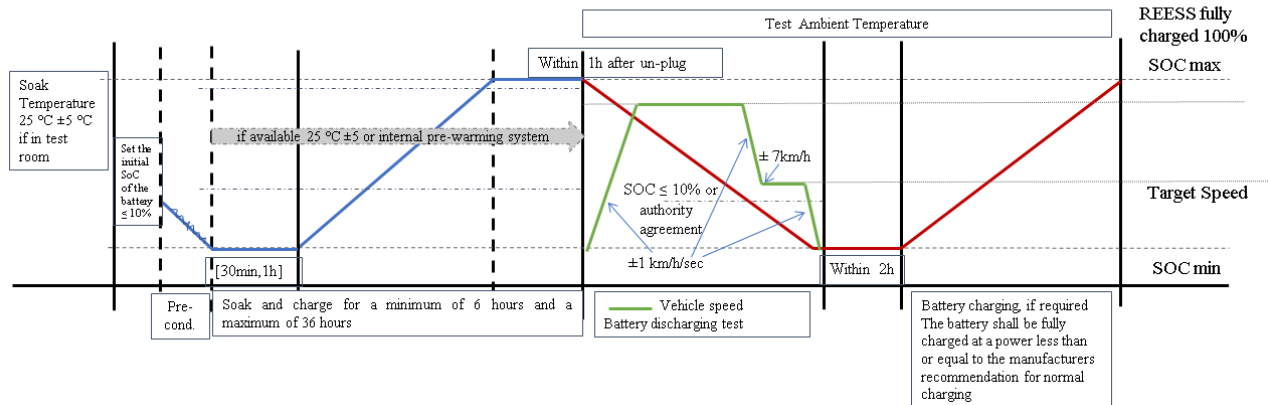 Test Ambient Temperature
REESS fully
charged 100%
SOC max
Within 1h after un-plug
Soak
Temperature
25 °C ±5 °C
if in test
room
if available 25 °C ±5 or internal pre-warming system
Set the
initial
SoC
of the
battery
≤ 10%
± 7km/h
SOC ≤ 10% or
authority
agreement
Target Speed
±1 km/h/sec
[30min,1h]
Within 2h
SOC min
Pre-
cond.
Soak and charge for a minimum of 6 hours and a
maximum of 36 hours
Vehicle speed
Battery discharging test
Battery charging, if required
The battery shall be fully
charged at a power less than
or equal to the manufacturers
recommendation for normal
charging